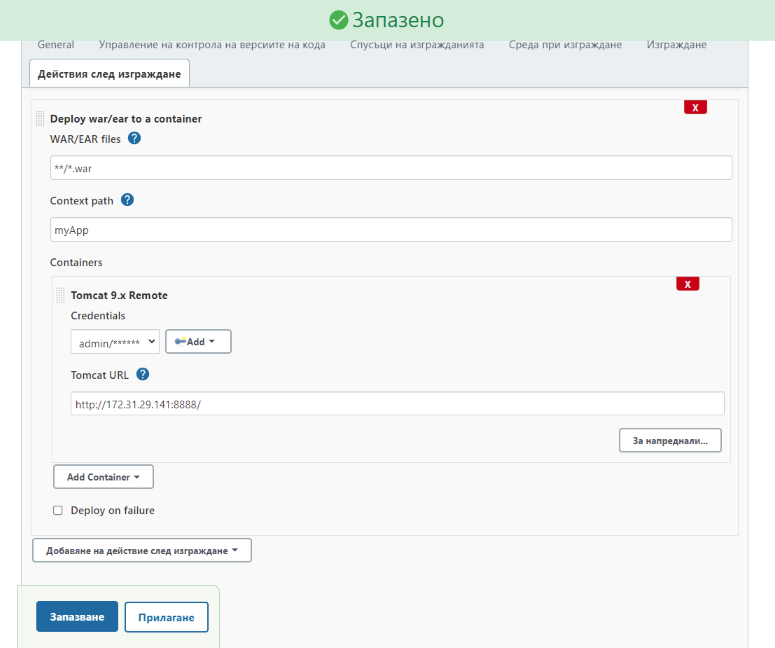 Запазено
General Управление на контрола на версиите на кода Спусъци на изгражданията Среда при изграждане Изграждане
Действия след изграждане
X
Deploy war/ear to a container
WAR/EAR files ?
**/*.war
Context path ?
myApp
Containers
X
Tomcat 9.x Remote
Credentials
admin/****** Add
Tomcat URL ?
http://172.31.29.141:8888/
За напреднали...
Add Container
Deploy on failure
Добавяне на действие след изграждане
Запазване Прилагане